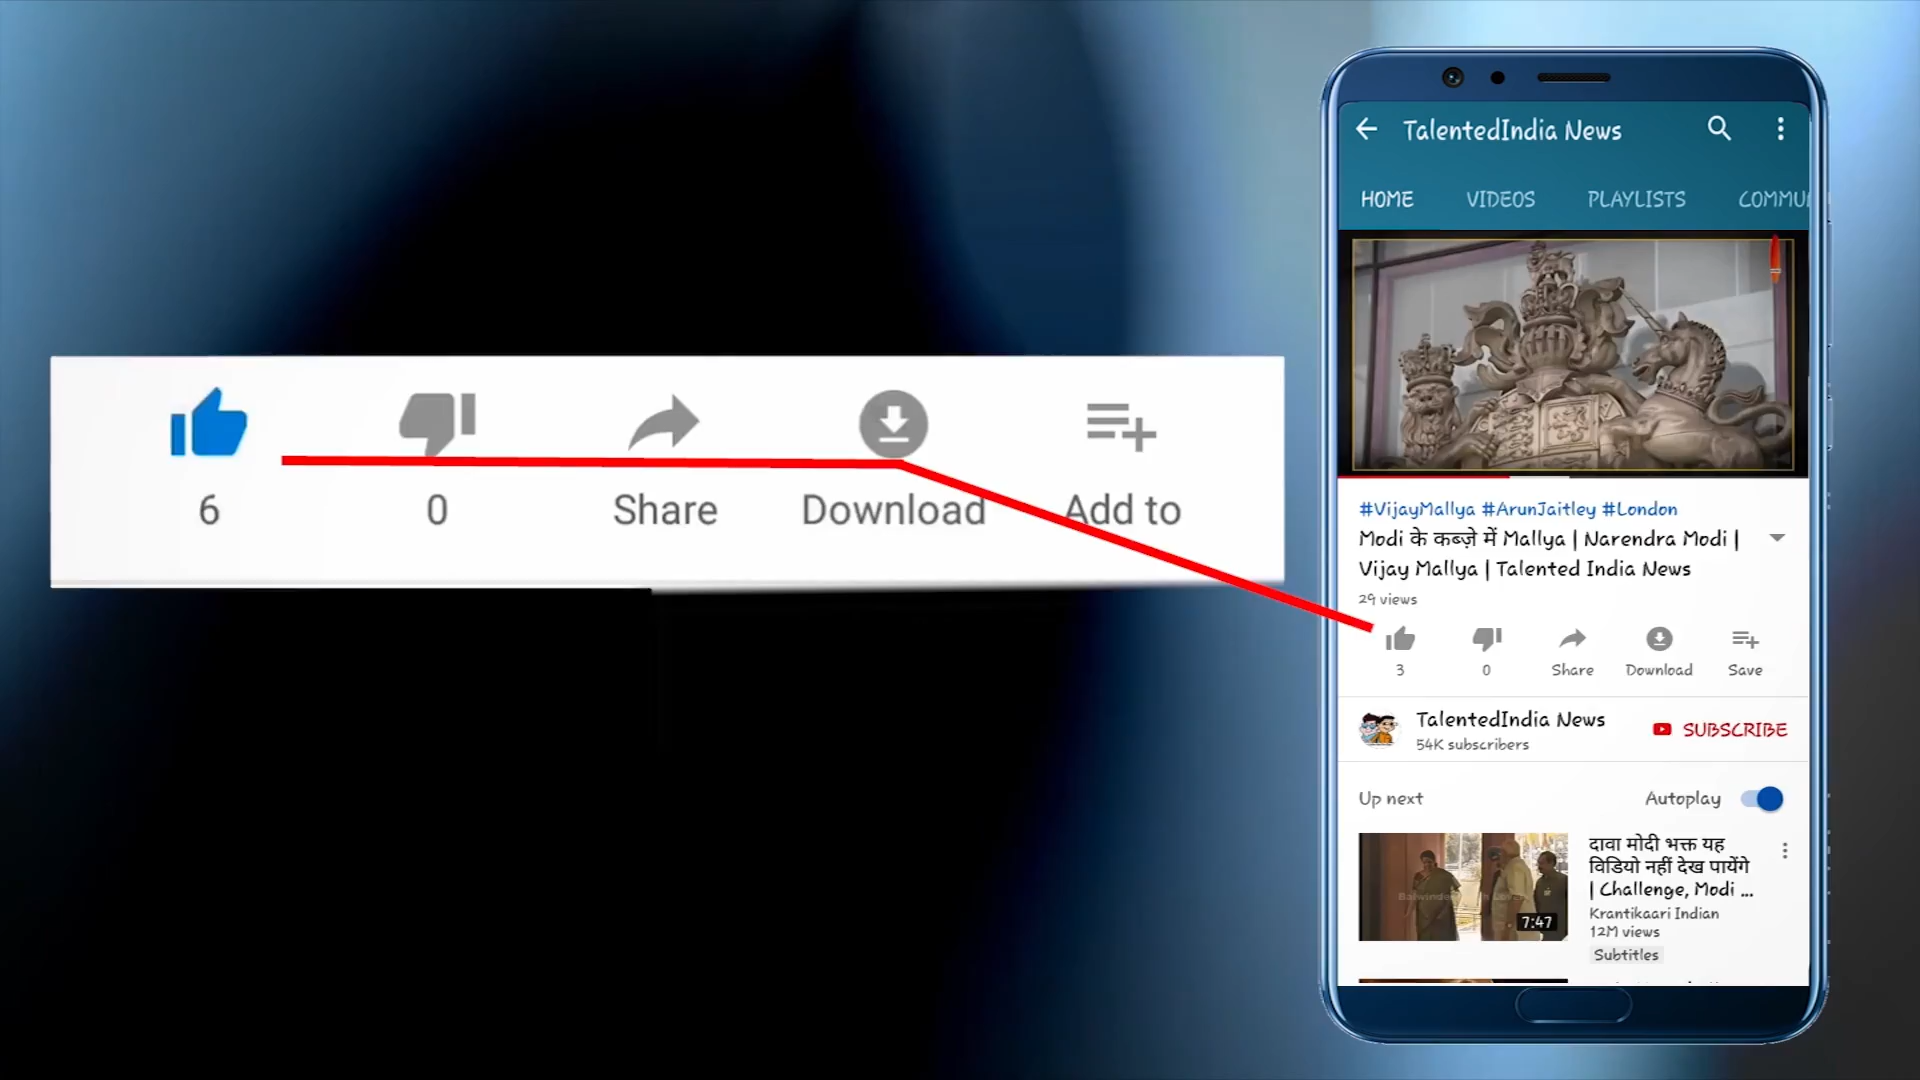 6
0
Share
Download
Add to
TalentedIndia News
HOME VIDEOS PLAYLISTS COMMU
#VijayMallya #ArunJaitley #London
Modi के कब्ज़े में Mallya | Narendra Modi |
Vijay Mallya | Talented India News
29 views
3
0
Share
Download
Save
TalentedIndia News
54K subscribers
SUBSCRIBE
Up next
Autoplay
7:47
दावा मोदी भक्त यह
विडियो नहीं देख पायेंगे
| Challenge, Modi ...
Krantikaari Indian
12M views
Subtitles